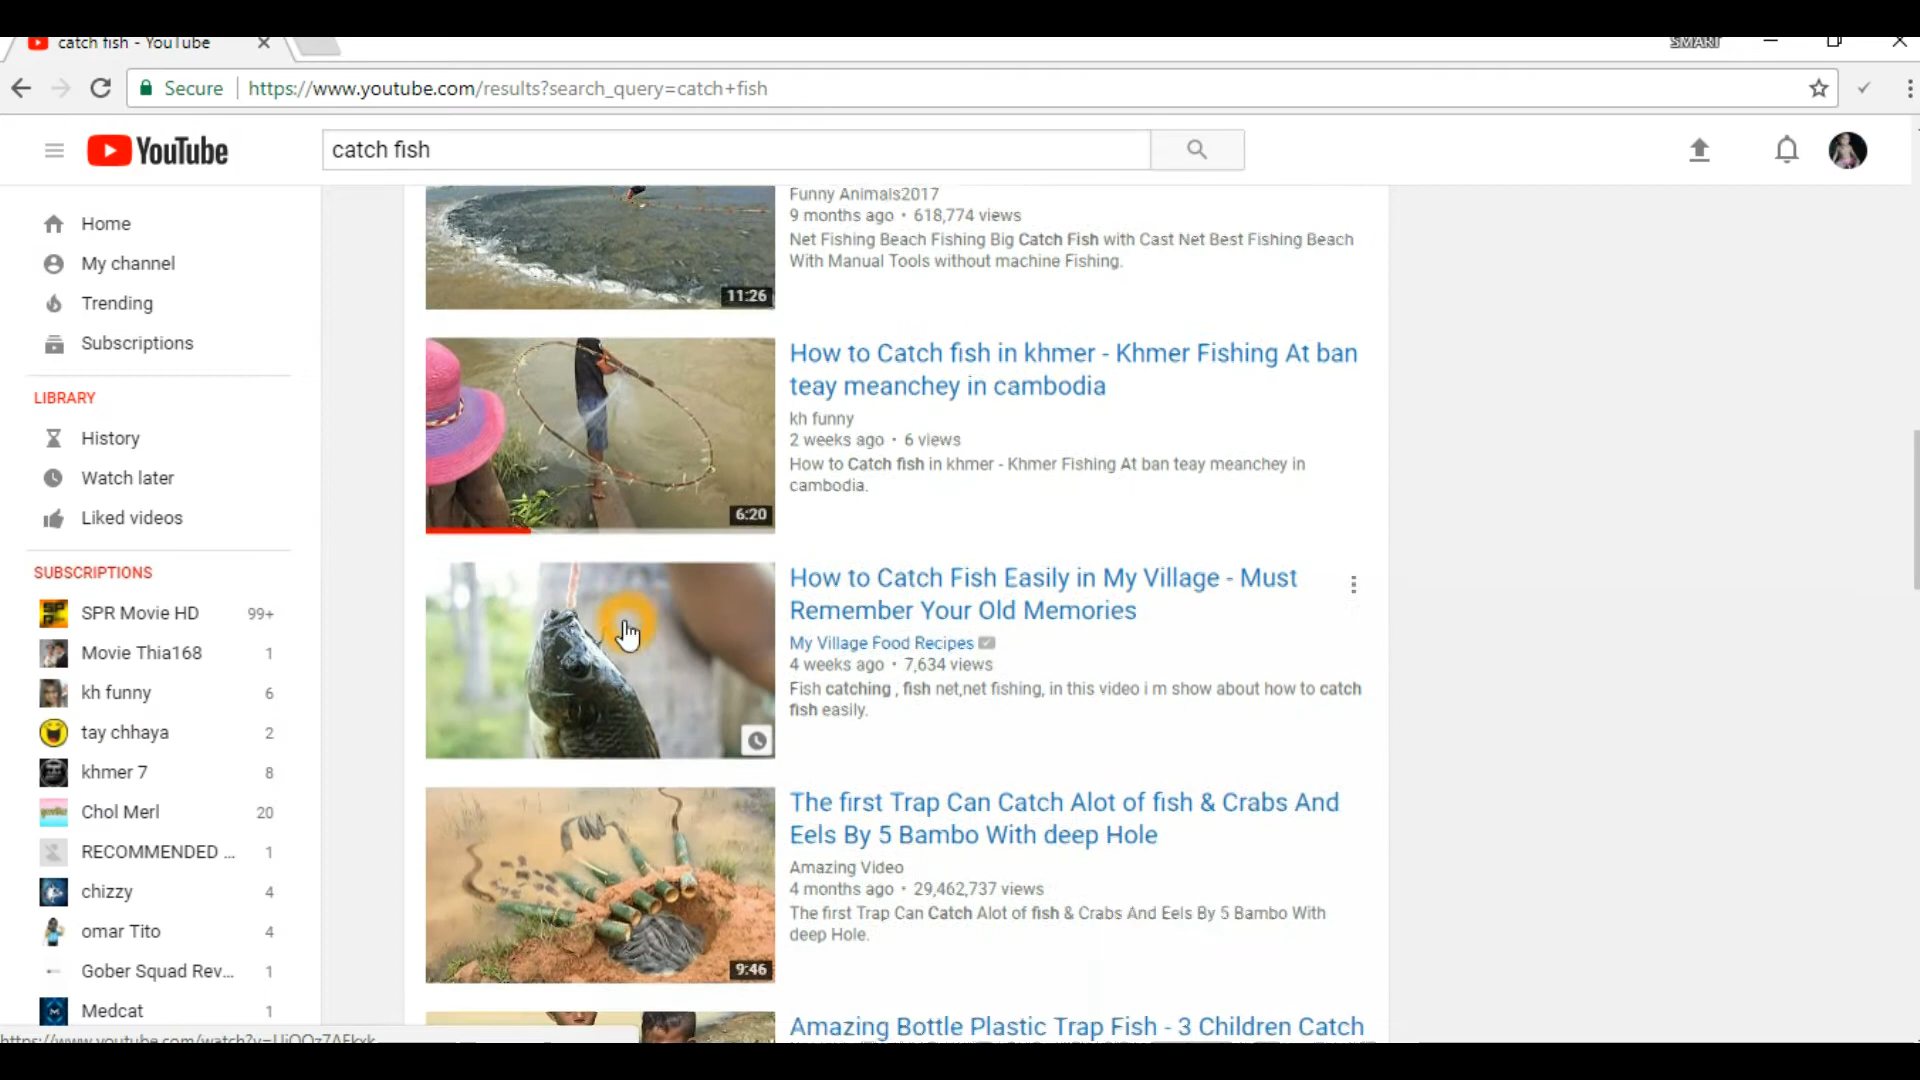 catch fish - YouTube
SMART
Secure
https://www.youtube.com/results?search_query=catch+fish
YouTube
catch fish
Home
My channel
Trending
Subscriptions
LIBRARY
History
Watch later
Liked videos
SUBSCRIPTIONS
SPR Movie HD 99+
Movie Thia168 1
kh funny 6
tay chhaya 2
khmer 7 8
Chol Merl 20
RECOMMENDED ... 1
chizzy 4
omar Tito 4
Gober Squad Rev... 1
Medcat 1
Funny Animals2017
9 months ago • 618,774 views
Net Fishing Beach Fishing Big Catch Fish with Cast Net Best Fishing Beach
With Manual Tools without machine Fishing.
11:26
How to Catch fish in khmer - Khmer Fishing At ban
teay meanchey in cambodia
kh funny
2 weeks ago • 6 views
How to Catch fish in khmer - Khmer Fishing At ban teay meanchey in
cambodia.
6:20
How to Catch Fish Easily in My Village - Must
Remember Your Old Memories
My Village Food Recipes
4 weeks ago • 7,634 views
Fish catching , fish net,net fishing, in this video i m show about how to catch
fish easily.
The first Trap Can Catch Alot of fish & Crabs And
Eels By 5 Bambo With deep Hole
Amazing Video
4 months ago • 29,462,737 views
The first Trap Can Catch Alot of fish & Crabs And Eels By 5 Bambo With
deep Hole.
9:46
Amazing Bottle Plastic Trap Fish - 3 Children Catch